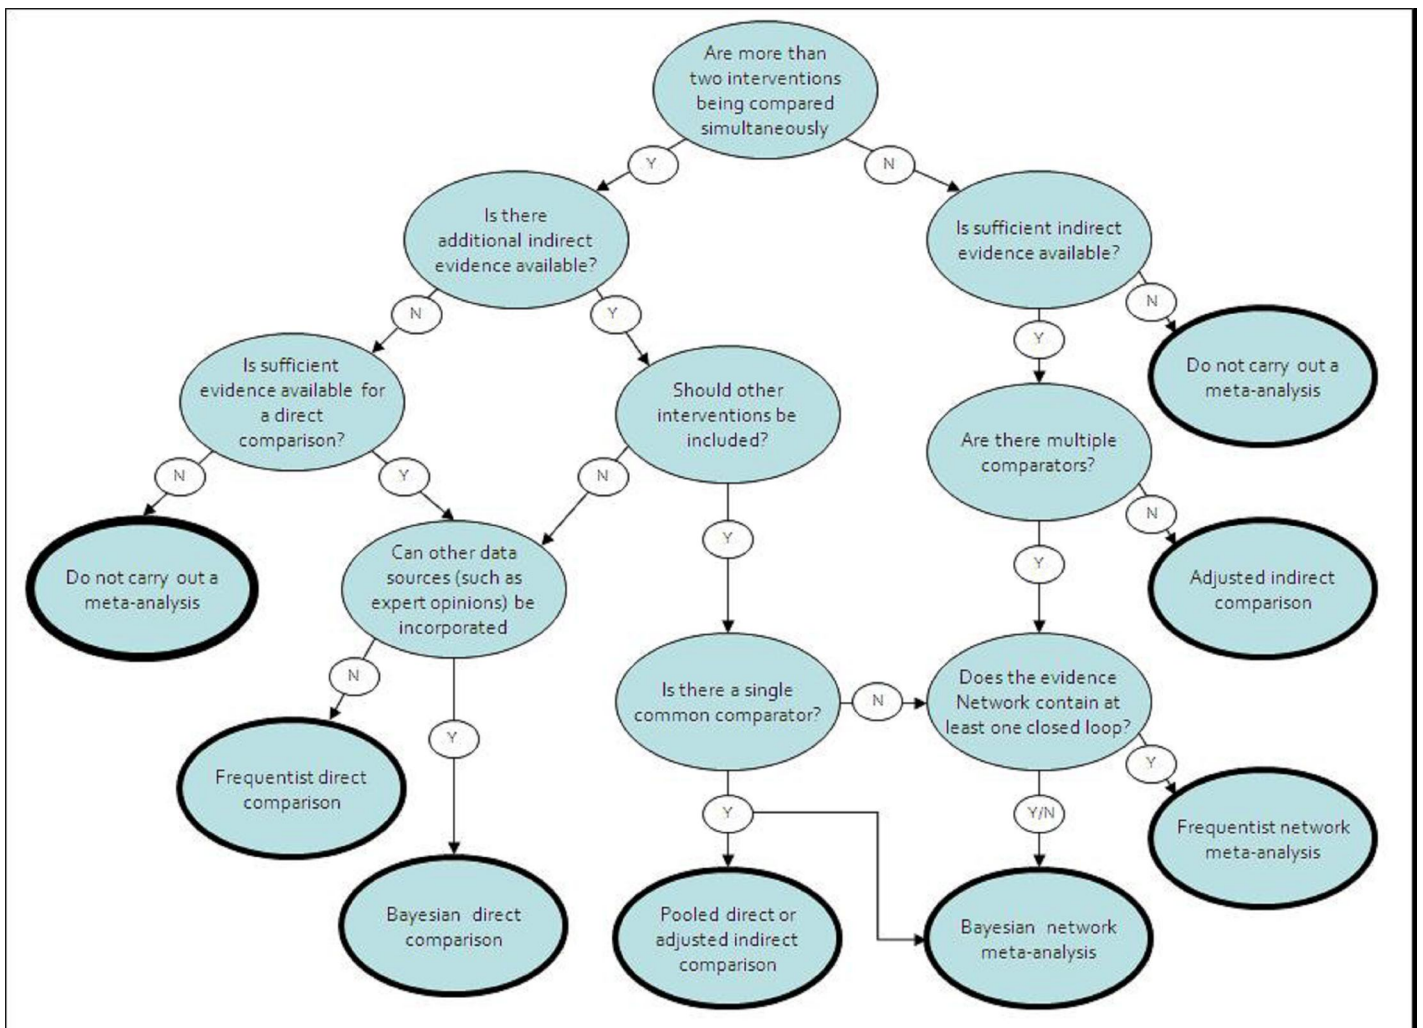 Are more than
two interventions
being compared
simultaneously
Y
N
Is there
additional indirect
evidence available?
Is sufficient indirect
evidence available?
N
Y
Y
N
Is sufficient
evidence available for
a direct
comparison?
Should other
interventions be
included?
Do not carry out a
meta-analysis
Are there multiple
comparators?
N
Y
N
Y
Y
N
Do not carry out a
meta-analysis
Can other data
sources (such as
expert opinions) be
incorporated
Adjusted indirect
comparison
N
Y
Is there a single
common comparator?
N
Does the evidence
Network contain at
least one closed loop?
Y
Y
Y/N
Frequentist direct
comparison
Frequentist network
meta-analysis
Bayesian direct
comparison
Pooled direct or
adjusted indirect
comparison
Bayesian network
meta-analysis